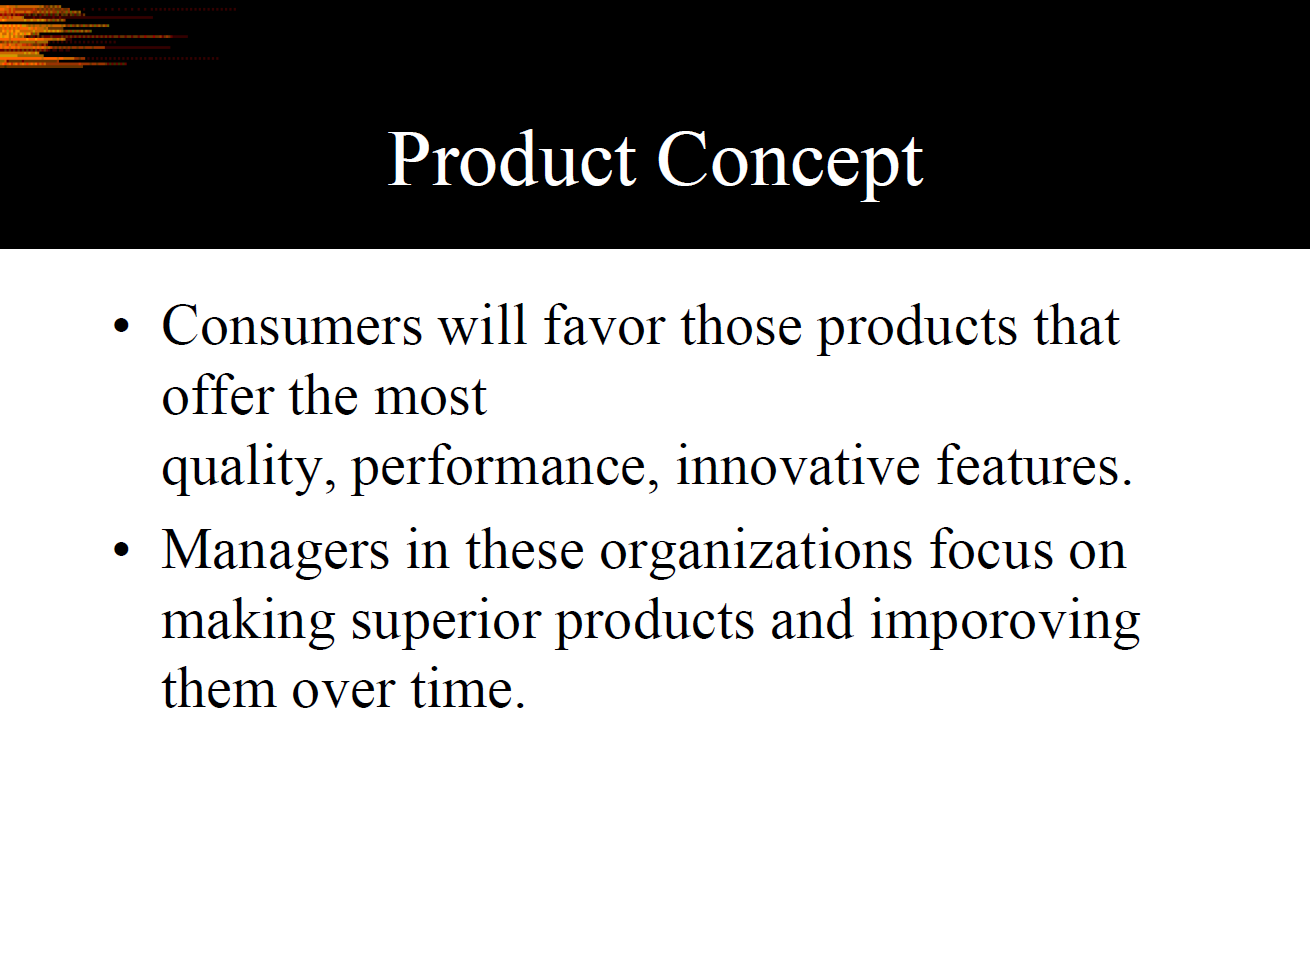 Product Concept
• Consumers will favor those products that
offer the most
quality, performance, innovative features.
• Managers in these organizations focus on
making superior products and imporoving
them over time.